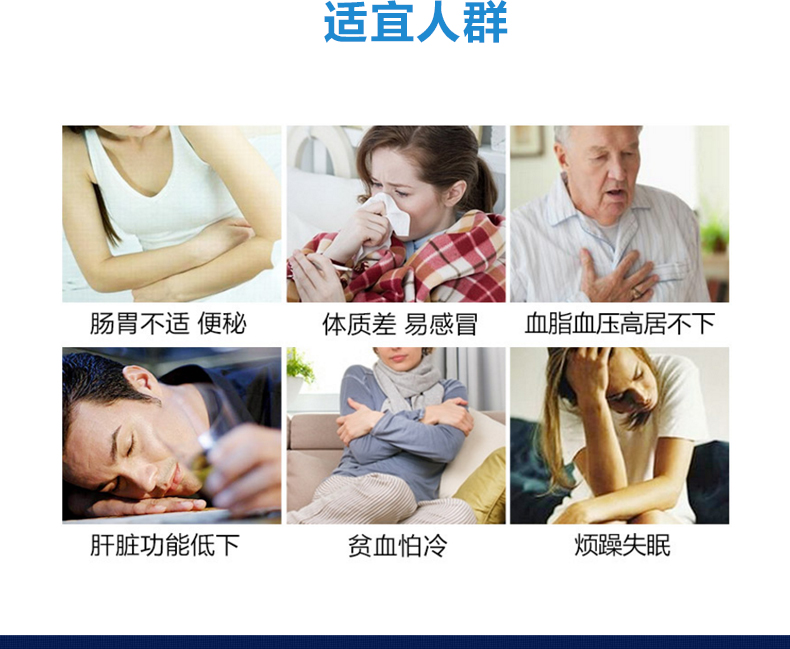 适宜人群
肠胃不适 便秘
体质差 易感冒
血脂血压高居不下
肝脏功能低下
贫血怕冷
烦躁失眠